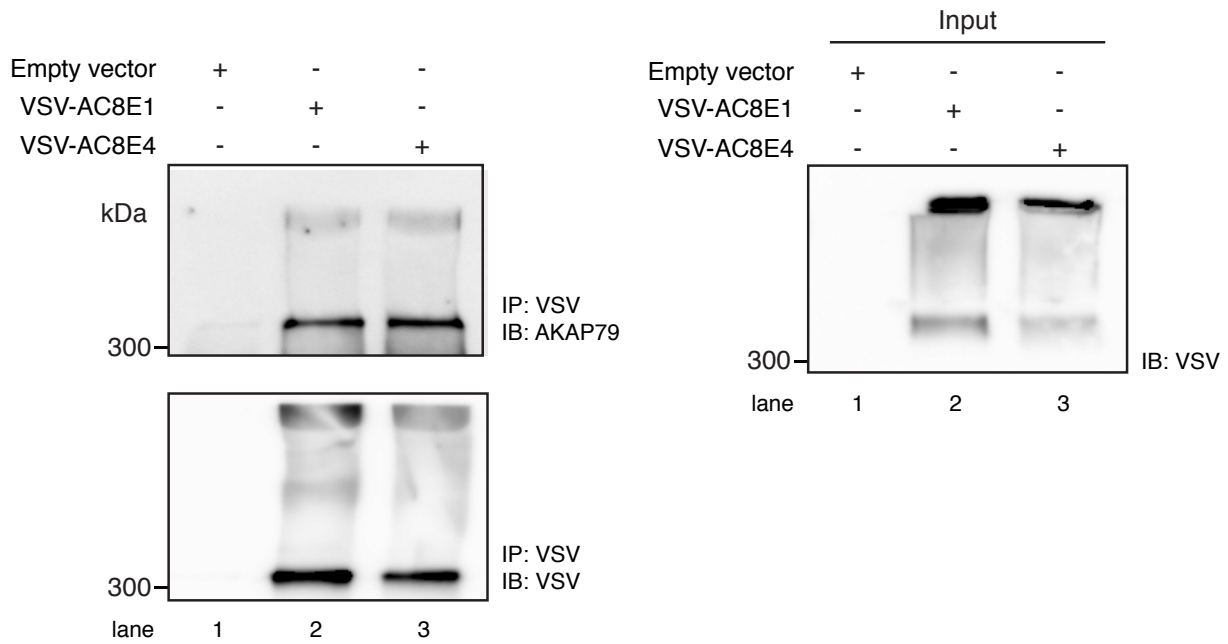 Empty vector + - -
VSV-AC8E1 - + -
VSV-AC8E4 - - +
kDa
IP: VSV
IB: AKAP79
300
IP: VSV
IB: VSV
300
lane 1 2 3
Input
Empty vector + - -
VSV-AC8E1 - + -
VSV-AC8E4 - - +
300
IB: VSV
lane 1 2 3